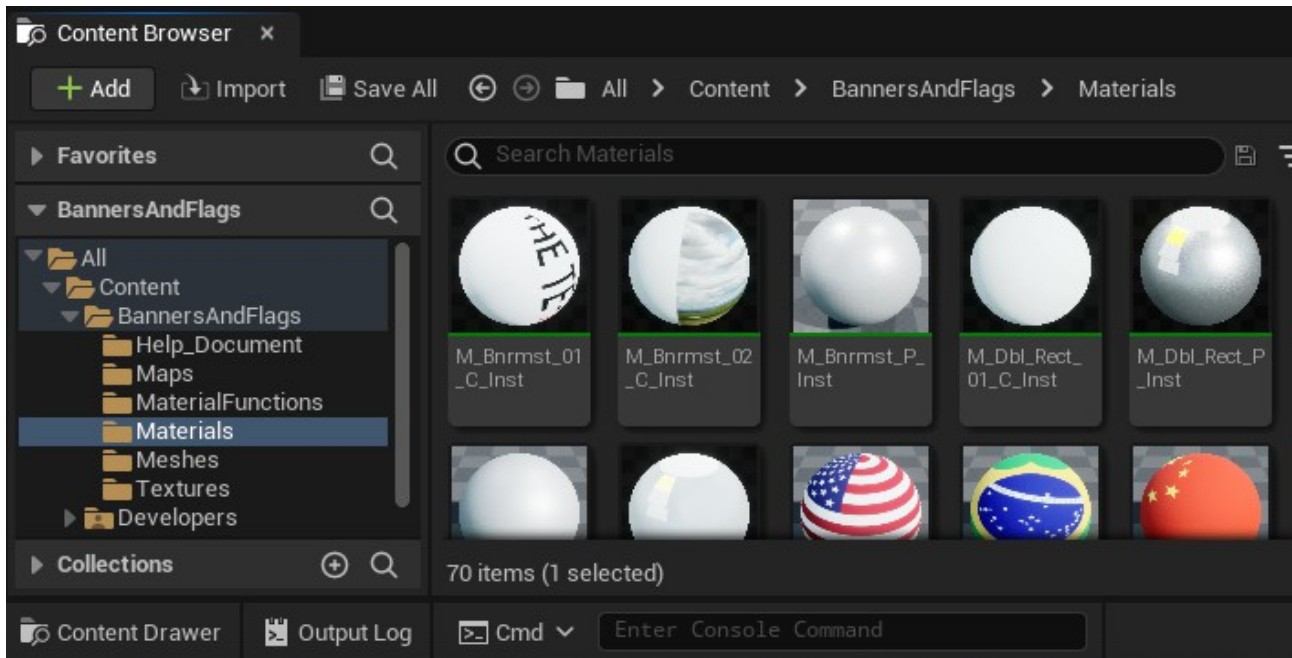 Content Browser
+ Add Import Save All All > Content > BannersAndFlags > Materials
Favorites
Search Materials
BannersAndFlags
All
Content
BannersAndFlags
Help_Document
Maps
MaterialFunctions
Materials
Meshes
Textures
Developers
Collections
THE TE
M_Bnrmst_01
_C_Inst
M_Bnrmst_02
_C_Inst
M_Bnrmst_P_
Inst
M_Dbl_Rect_
01_C_Inst
M_Dbl_Rect_P
_Inst
70 items (1 selected)
Content Drawer Output Log Cmd Enter Console Command